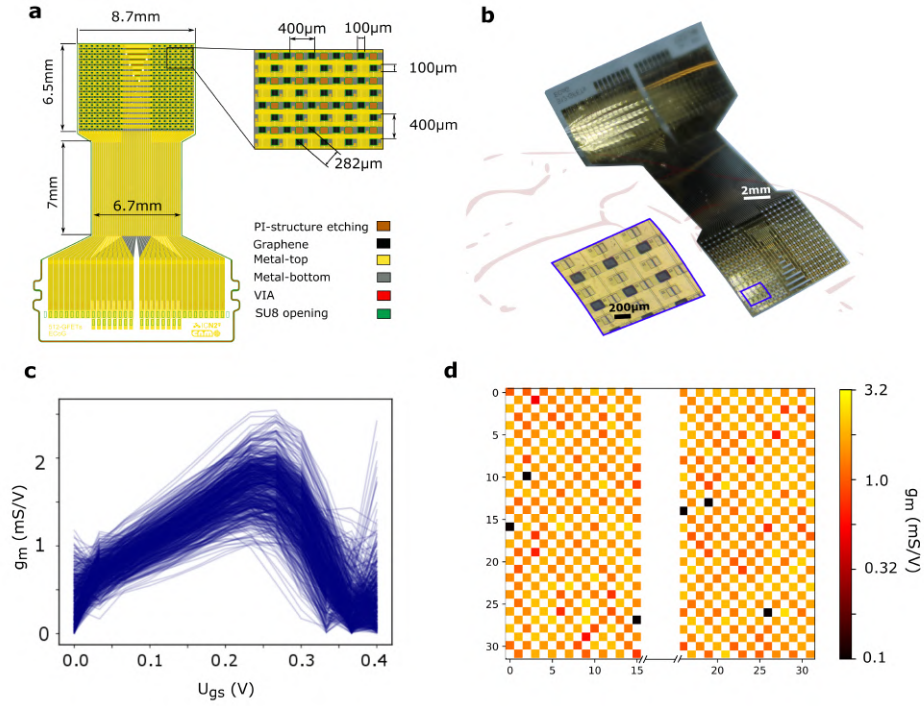 a
8.7mm
6.5mm
7mm
6.7mm
400µm
100µm
100µm
400µm
282µm
PI-structure etching
Graphene
Metal-top
Metal-bottom
VIA
SU8 opening
b
2mm
200µm
c
gm (mS/V)
2
1
0
0.0 0.1 0.2 0.3 0.4
Ugs (V)
d
0
5
10
15
20
25
30
0 5 10 15 20 25 30
3.2
1.0
0.32
0.1
gm (mS/V)